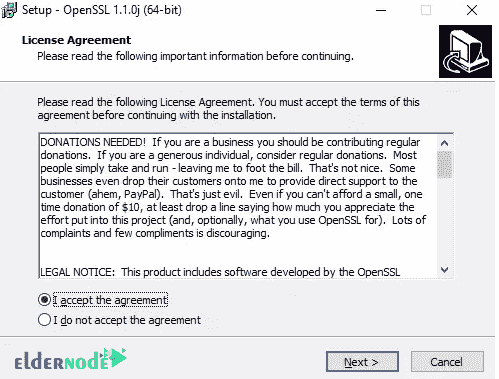 Setup - OpenSSL 1.1.0j (64-bit)
License Agreement
Please read the following important information before continuing.
Please read the following License Agreement. You must accept the terms of this
agreement before continuing with the installation.
DONATIONS NEEDED!  If you are a business you should be contributing regular
donations.  If you are a generous individual, consider regular donations.  Most
people simply take and run - leaving me to foot the bill.  That's not nice.  Some
businesses even drop their customers onto me to provide direct support to the
customer (ahem, PayPal).  That's just evil.  Even if you can't afford a small, one
time donation of $10, at least drop a line saying how much you appreciate the
effort put into this project (and, optionally, what you use OpenSSL for).  Lots of
complaints and few compliments is discouraging.
LEGAL NOTICE:  This product includes software developed by the OpenSSL
I accept the agreement
I do not accept the agreement
eldernode
Next >
Cancel